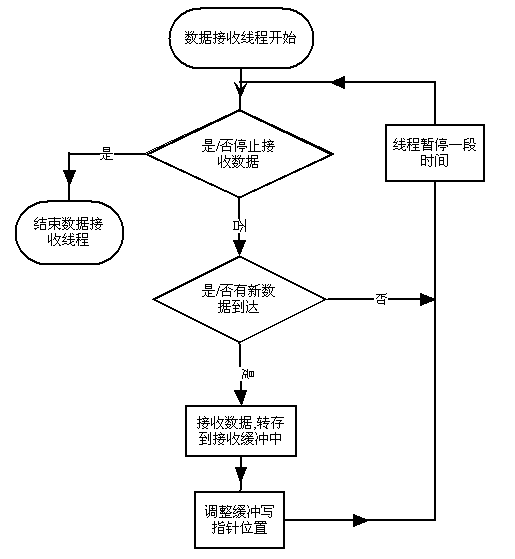 数据接收线程开始
是/否停止接
收数据
线程暂停一段
时间
是
结束数据接
收线程
否
是/否有新数
据到达
否
是
接收数据,转存
到接收缓冲中
调整缓冲写
指针位置